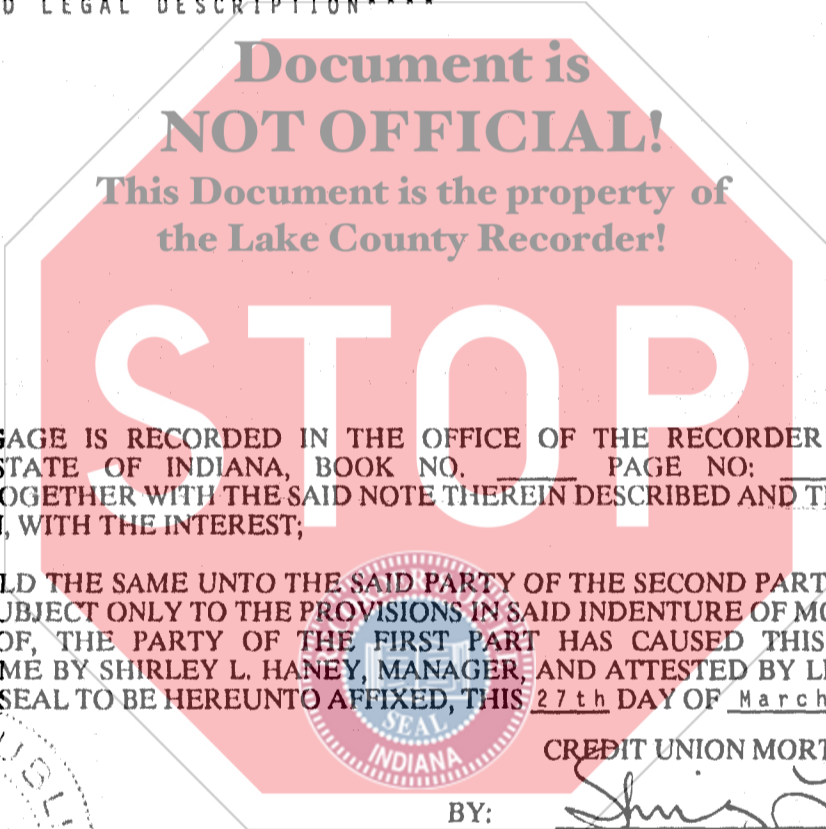 D LEGAL DESCRIPTION****
Document is
NOT OFFICIAL!
This Document is the property of
the Lake County Recorder!
STOP
GAGE IS RECORDED IN THE OFFICE OF THE RECORDER
STATE OF INDIANA, BOOK NO. ____ PAGE NO: __
OGETHER WITH THE SAID NOTE THEREIN DESCRIBED AND T
, WITH THE INTEREST;
LD THE SAME UNTO THE SAID PARTY OF THE SECOND PART
UBJECT ONLY TO THE PROVISIONS IN SAID INDENTURE OF MO
OF, THE PARTY OF THE FIRST PART HAS CAUSED THIS
ME BY SHIRLEY L. HANEY, MANAGER, AND ATTESTED BY L
SEAL TO BE HEREUNTO AFFIXED, THIS 27th DAY OF March
SEAL
INDIANA
UBLI
CREDIT UNION MORT
BY: